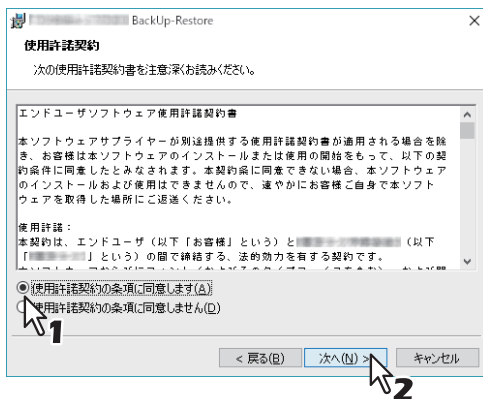 BackUp-Restore
使用許諾契約
次の使用許諾契約書を注意深くお読みください。
エンドユーザソフトウェア使用許諾契約書
本ソフトウェアサプライヤーが別途提供する使用許諾契約書が適用される場合を除
き、お客様は本ソフトウェアのインストールまたは使用の開始をもって、以下の契
約条件に同意したとみなされます。本契約条に同意できない場合、本ソフトウェア
のインストールおよび使用はできませんので、速やかにお客様ご自身で本ソフト
ウェアを取得した場所にご返送ください。
使用許諾：
本契約は、エンドユーザ（以下「お客様」という）と（以下
「」という）の間で締結する、法的効力を有する契約です。
使用許諾契約の条項に同意します(A)
使用許諾契約の条項に同意しません(D)
1
< 戻る(B) 次へ(N) > キャンセル
2